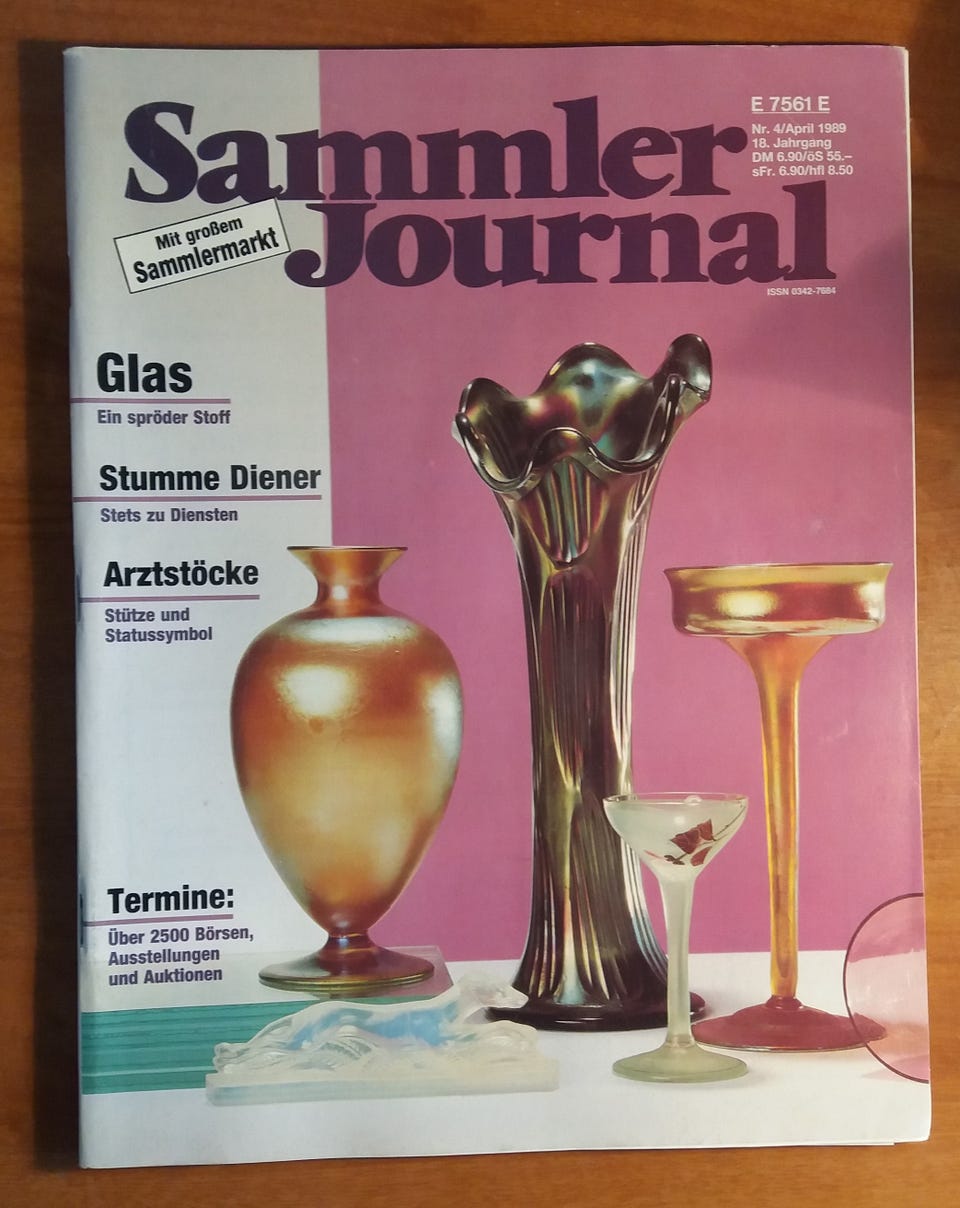 Sammler
Journal
E 7561 E
Nr. 4/April 1989
18. Jahrgang
DM 6.90/öS 55.–
sFr. 6.90/hfl 8.50
Mit großem
Sammlermarkt
ISSN 0342-7684
Glas
Ein spröder Stoff
Stumme Diener
Stets zu Diensten
Arztstöcke
Stütze und
Statussymbol
Termine:
Über 2500 Börsen,
Ausstellungen
und Auktionen